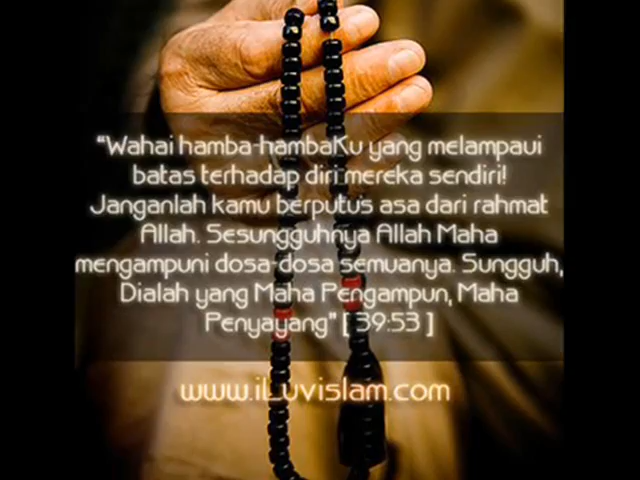 “Wahai hamba-hambaKu yang melampaui
batas terhadap diri mereka sendiri!
Janganlah kamu berputus asa dari rahmat
Allah. Sesungguhnya Allah Maha
mengampuni dosa-dosa semuanya. Sungguh,
Dialah yang Maha Pengampun, Maha
Penyayang” [ 39:53 ]
www.iLuvislam.com